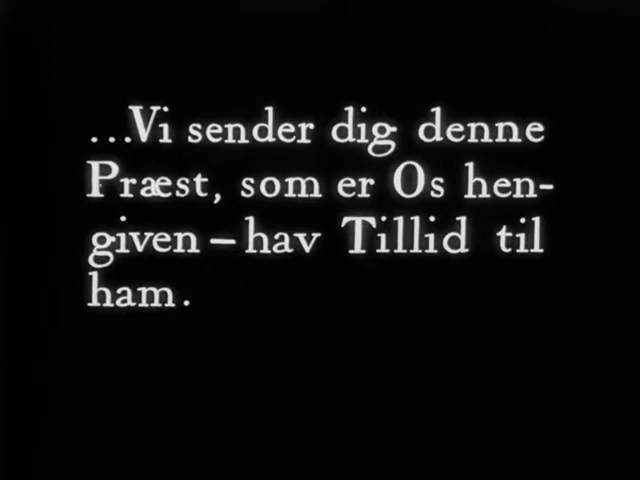 ...Vi sender dig denne
Præst, som er Os hen-
given – hav Tillid til
ham.